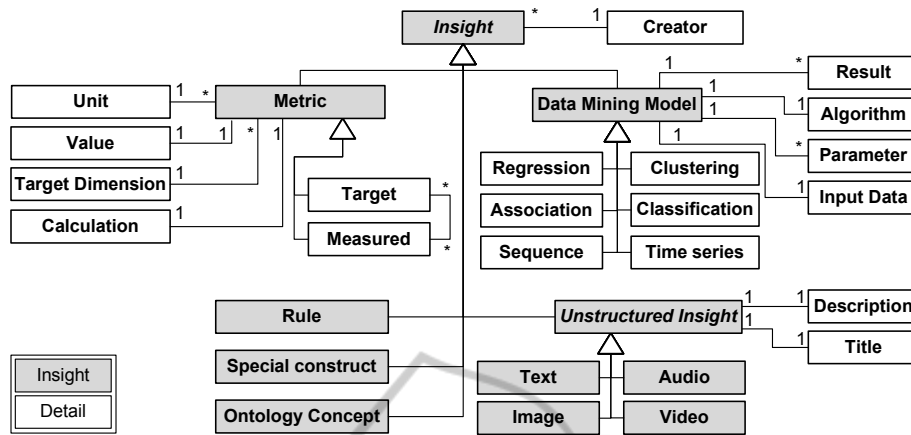 Insight
*
1
Creator
Unit
1
*
Metric
Data Mining Model
1
*
Result
Value
1
1
*
1
1
1
1
Algorithm
Target Dimension
1
*
Parameter
Calculation
1
1
1
Input Data
Target
*
Measured
*
Regression
Clustering
Association
Classification
Sequence
Time series
Rule
Unstructured Insight
1
1
Description
1
1
Title
Special construct
Ontology Concept
Text
Audio
Image
Video
Insight
Detail